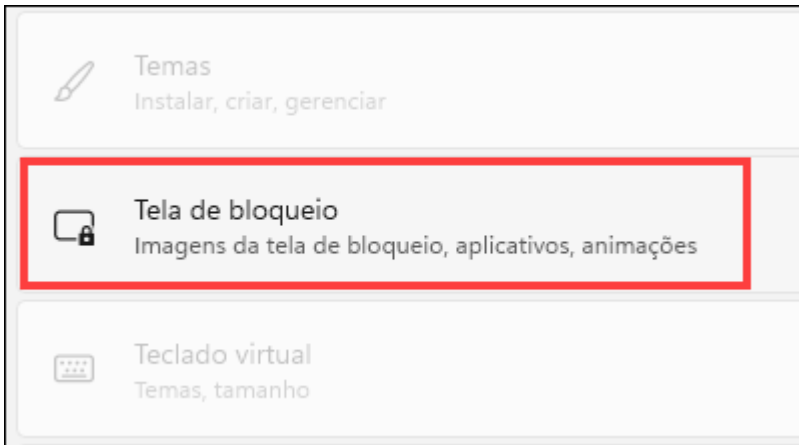 Temas
Instalar, criar, gerenciar
Tela de bloqueio
Imagens da tela de bloqueio, aplicativos, animações
Teclado virtual
Temas, tamanho